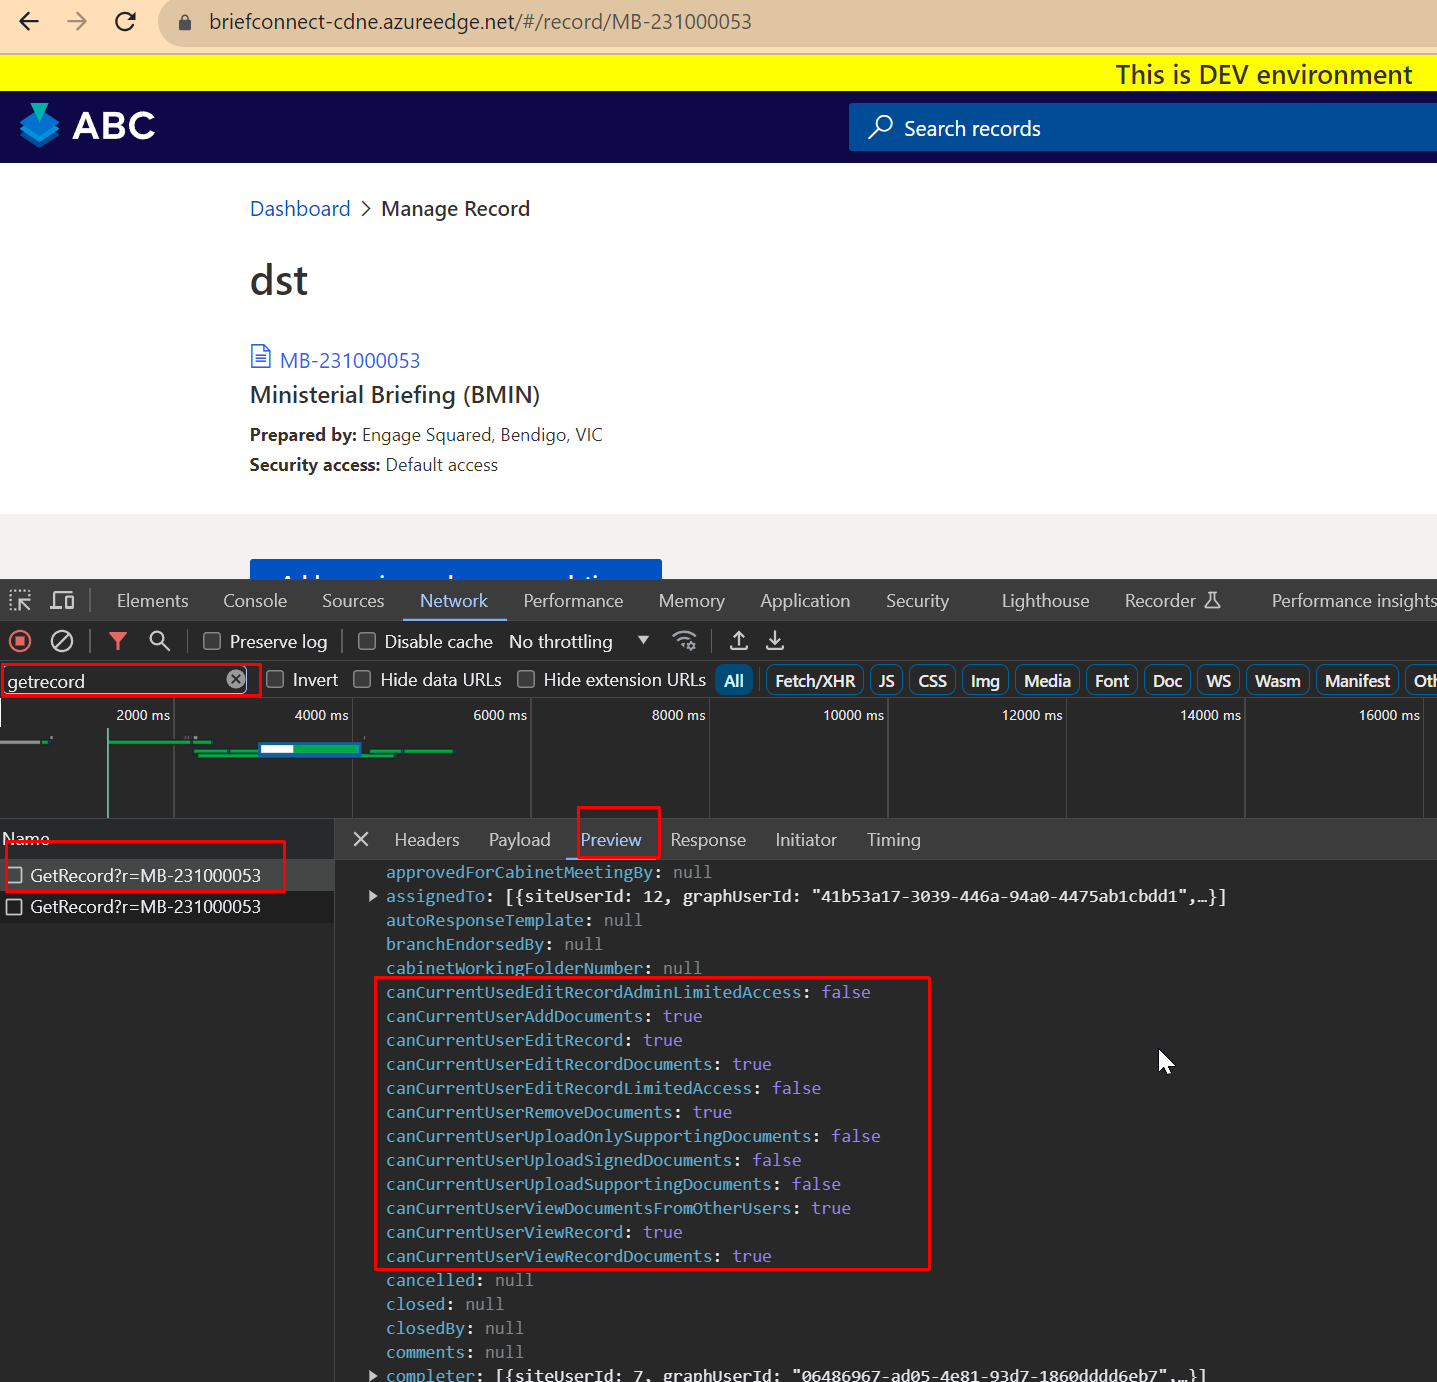 briefconnect-cdne.azureedge.net/#/record/MB-231000053
This is DEV environment
ABC
Search records
Dashboard > Manage Record
dst
MB-231000053
Ministerial Briefing (BMIN)
Prepared by: Engage Squared, Bendigo, VIC
Security access: Default access
Elements Console Sources Network Performance Memory Application Security Lighthouse Recorder Performance insights
Preserve log Disable cache No throttling
getrecord Invert Hide data URLs Hide extension URLs All Fetch/XHR JS CSS Img Media Font Doc WS Wasm Manifest Oth
2000 ms 4000 ms 6000 ms 8000 ms 10000 ms 12000 ms 14000 ms 16000 ms
Name
Headers Payload Preview Response Initiator Timing
GetRecord?r=MB-231000053
GetRecord?r=MB-231000053
approvedForCabinetMeetingBy: null
assignedTo: [{siteUserId: 12, graphUserId: "41b53a17-3039-446a-94a0-4475ab1cbdd1",…}]
autoResponseTemplate: null
branchEndorsedBy: null
cabinetWorkingFolderNumber: null
canCurrentUsedEditRecordAdminLimitedAccess: false
canCurrentUserAddDocuments: true
canCurrentUserEditRecord: true
canCurrentUserEditRecordDocuments: true
canCurrentUserEditRecordLimitedAccess: false
canCurrentUserRemoveDocuments: true
canCurrentUserUploadOnlySupportingDocuments: false
canCurrentUserUploadSignedDocuments: false
canCurrentUserUploadSupportingDocuments: false
canCurrentUserViewDocumentsFromOtherUsers: true
canCurrentUserViewRecord: true
canCurrentUserViewRecordDocuments: true
cancelled: null
closed: null
closedBy: null
comments: null
completer: [{siteUserId: 7, graphUserId: "06486967-ad05-4e81-93d7-1860dddd6eb7",…}]